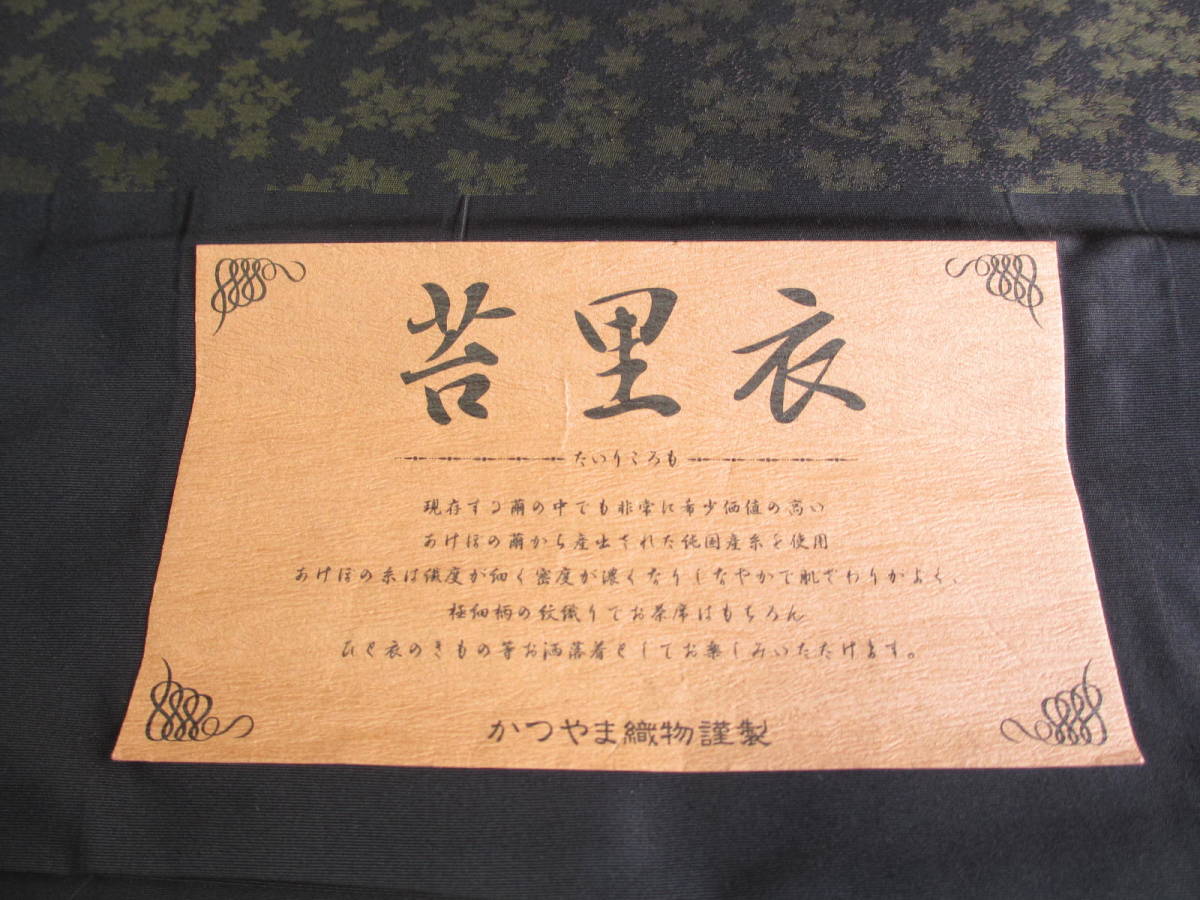 苔里衣
たいりころも
現存する繭の中でも非常に希少価値の高い
あけぼの繭から産出された純国産糸を使用
あけぼの糸は繊度が細く密度が濃くなりしなやかで肌ざわりがよく、
極細柄の紋織りでお茶席はもちろん
ひと衣のきもの等お洒落着としてお楽しみいただけます。
かつやま織物謹製